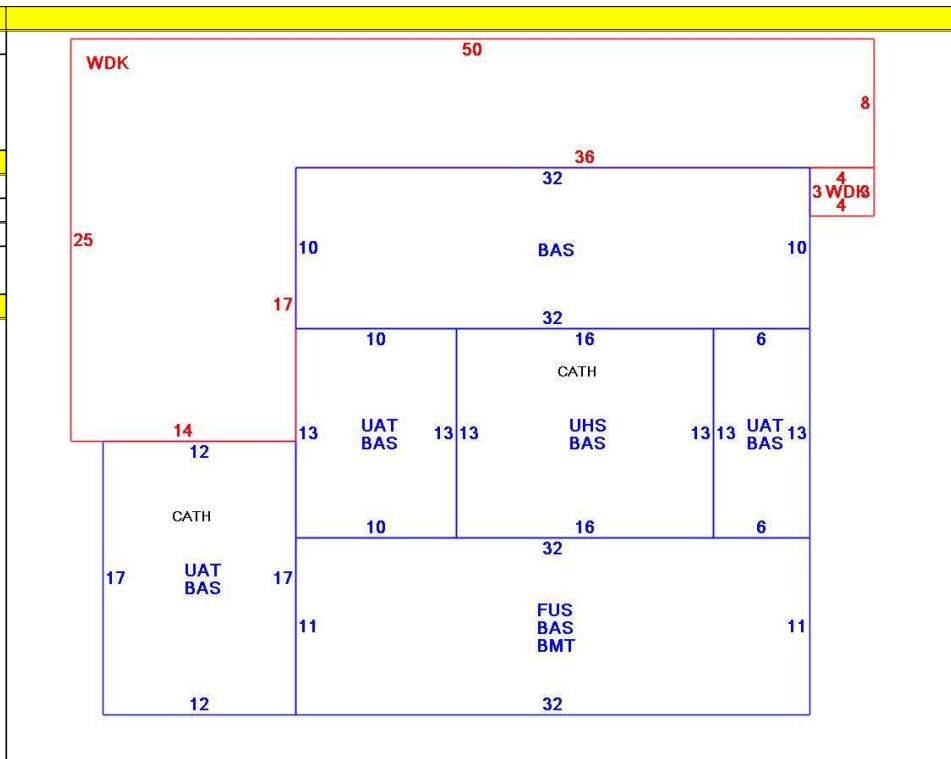 50
WDK
8
36
32
4
3 WDK 3
4
25
10 BAS 10
17
32
10 16 6
CATH
14
13 UAT 13 13 UHS 13 13 UAT 13
BAS BAS BAS
12
CATH
10 16 6
32
17 UAT 17
BAS
FUS
11 BAS 11
BMT
12 32